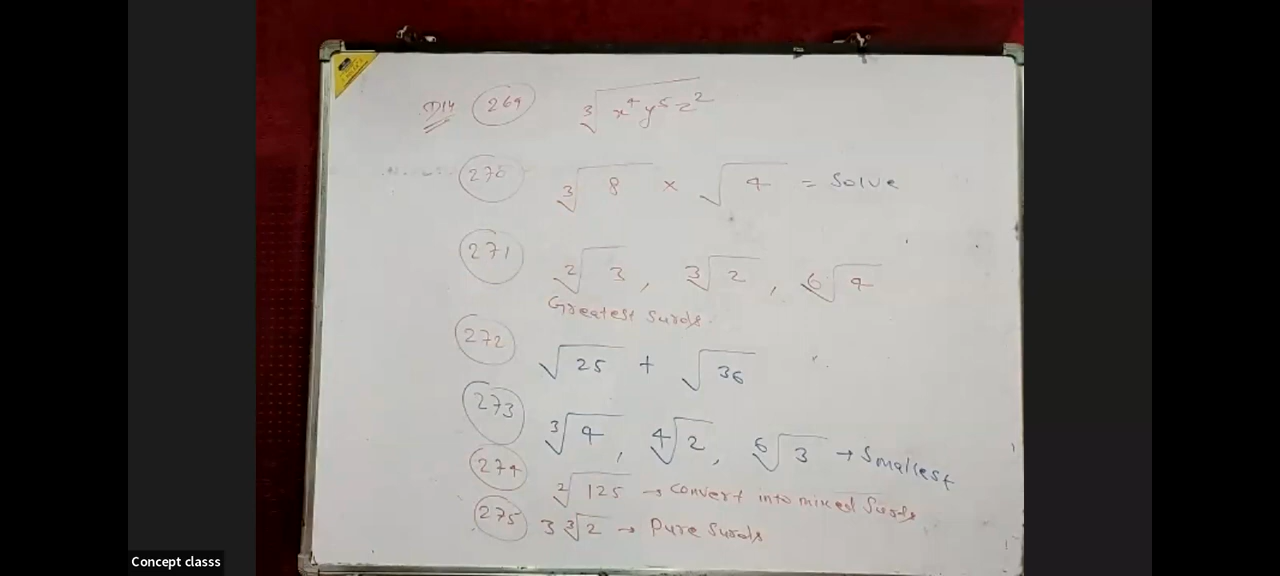 269 ∛(x⁴y⁵z²)
270 ∛8 × √4 = Solve
271 ²√3, ³√2, ⁶√4
Greatest Surds.
272 √25 + √36
273 ³√4, ⁴√2, ⁶√3 → Smallest
274 ²√125 → Convert into mixed Surds
275 3 ³√2 → Pure Surds
Concept classs